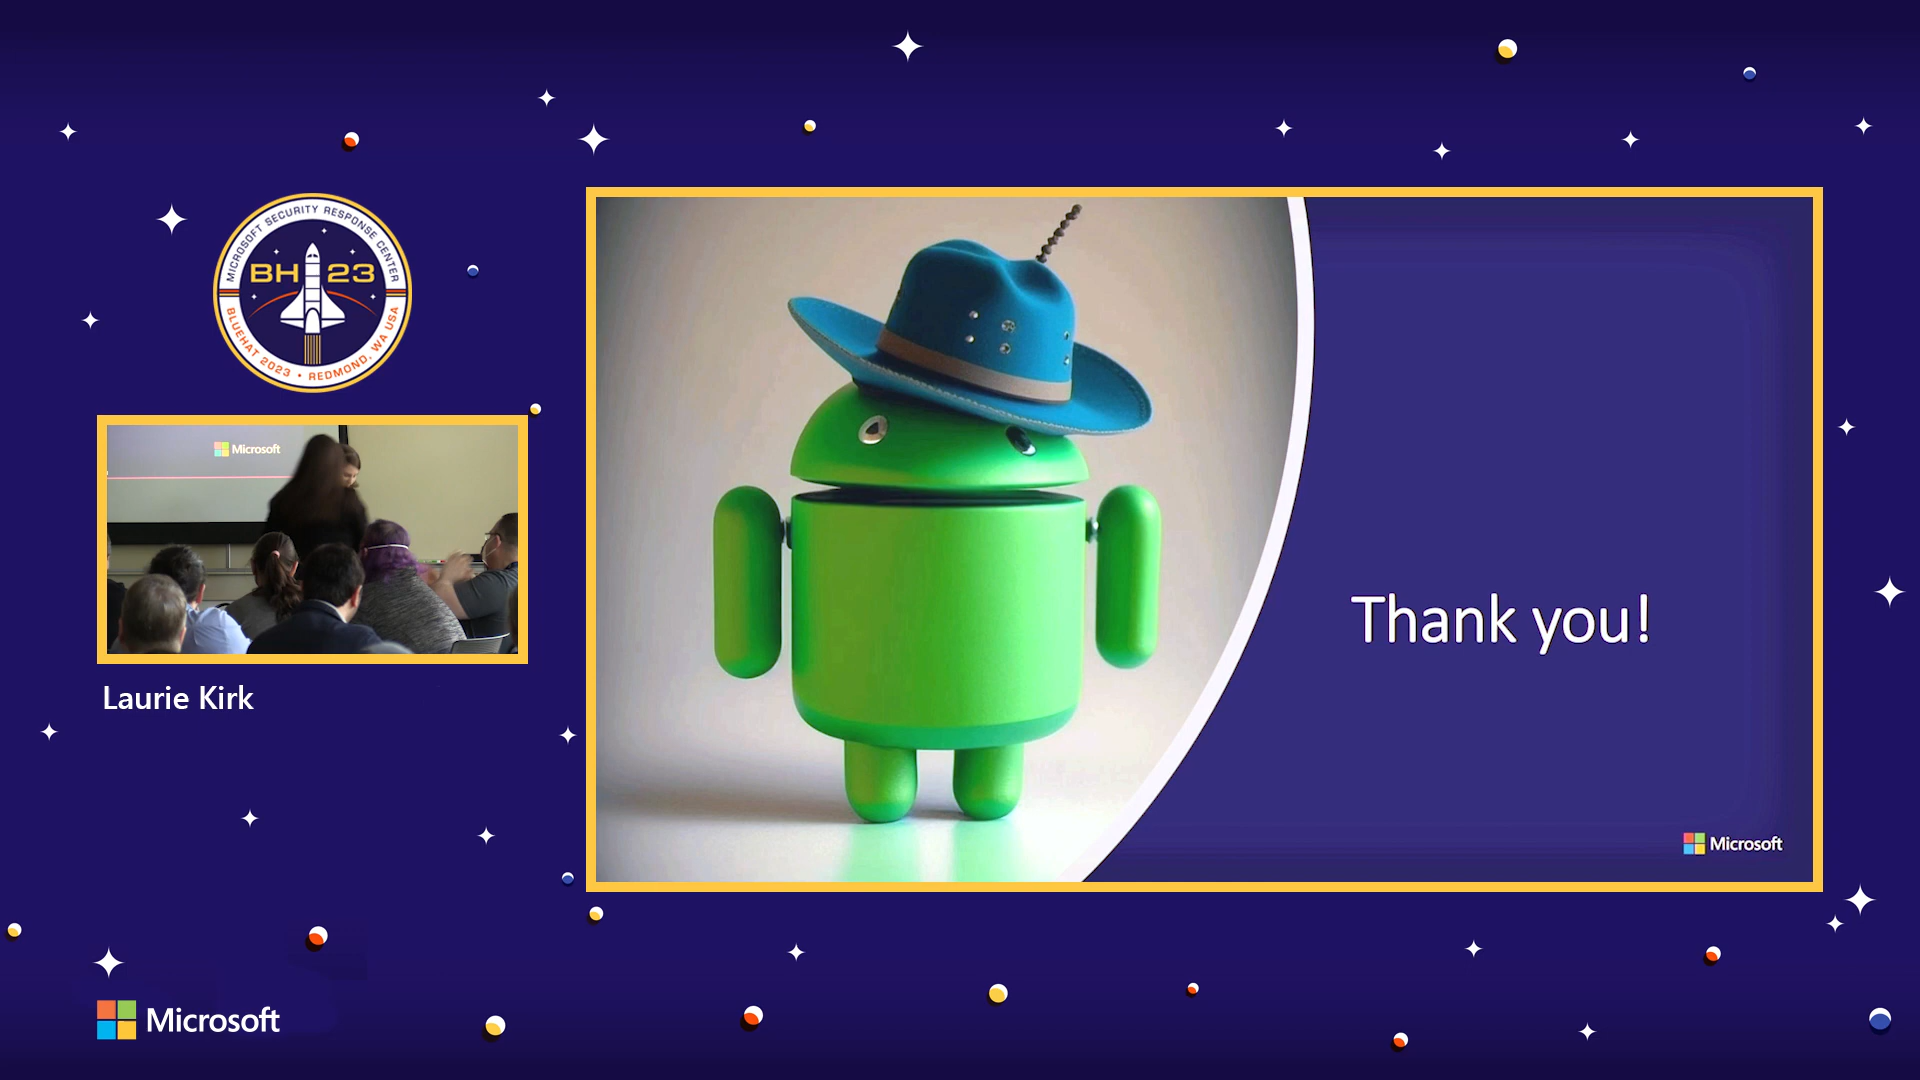 MICROSOFT SECURITY RESPONSE CENTER
BH 23
BLUEHAT 2023 • REDMOND, WA USA
Microsoft
Laurie Kirk
Thank you!
Microsoft
Microsoft